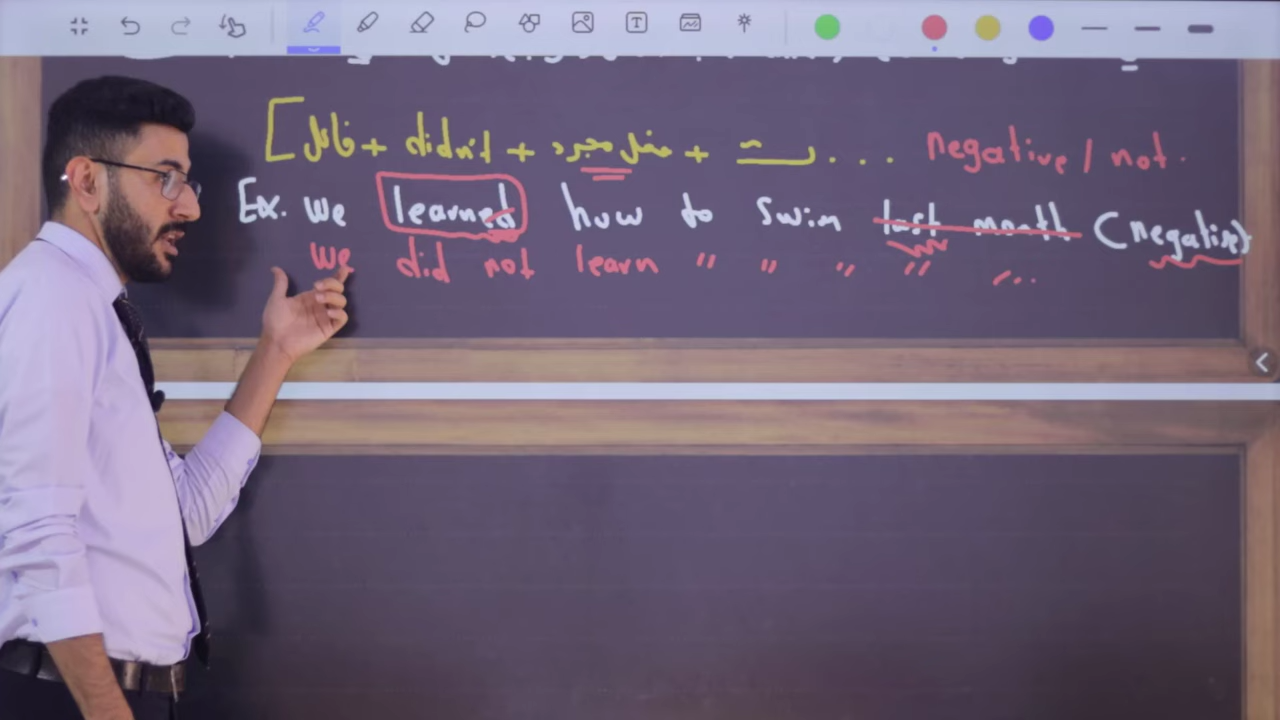 [ فاعل + didn't + فعل مجرد + تتمة ... negative / not.
Ex. We learned how to swim last month (negative)
We did not learn " " " " "...